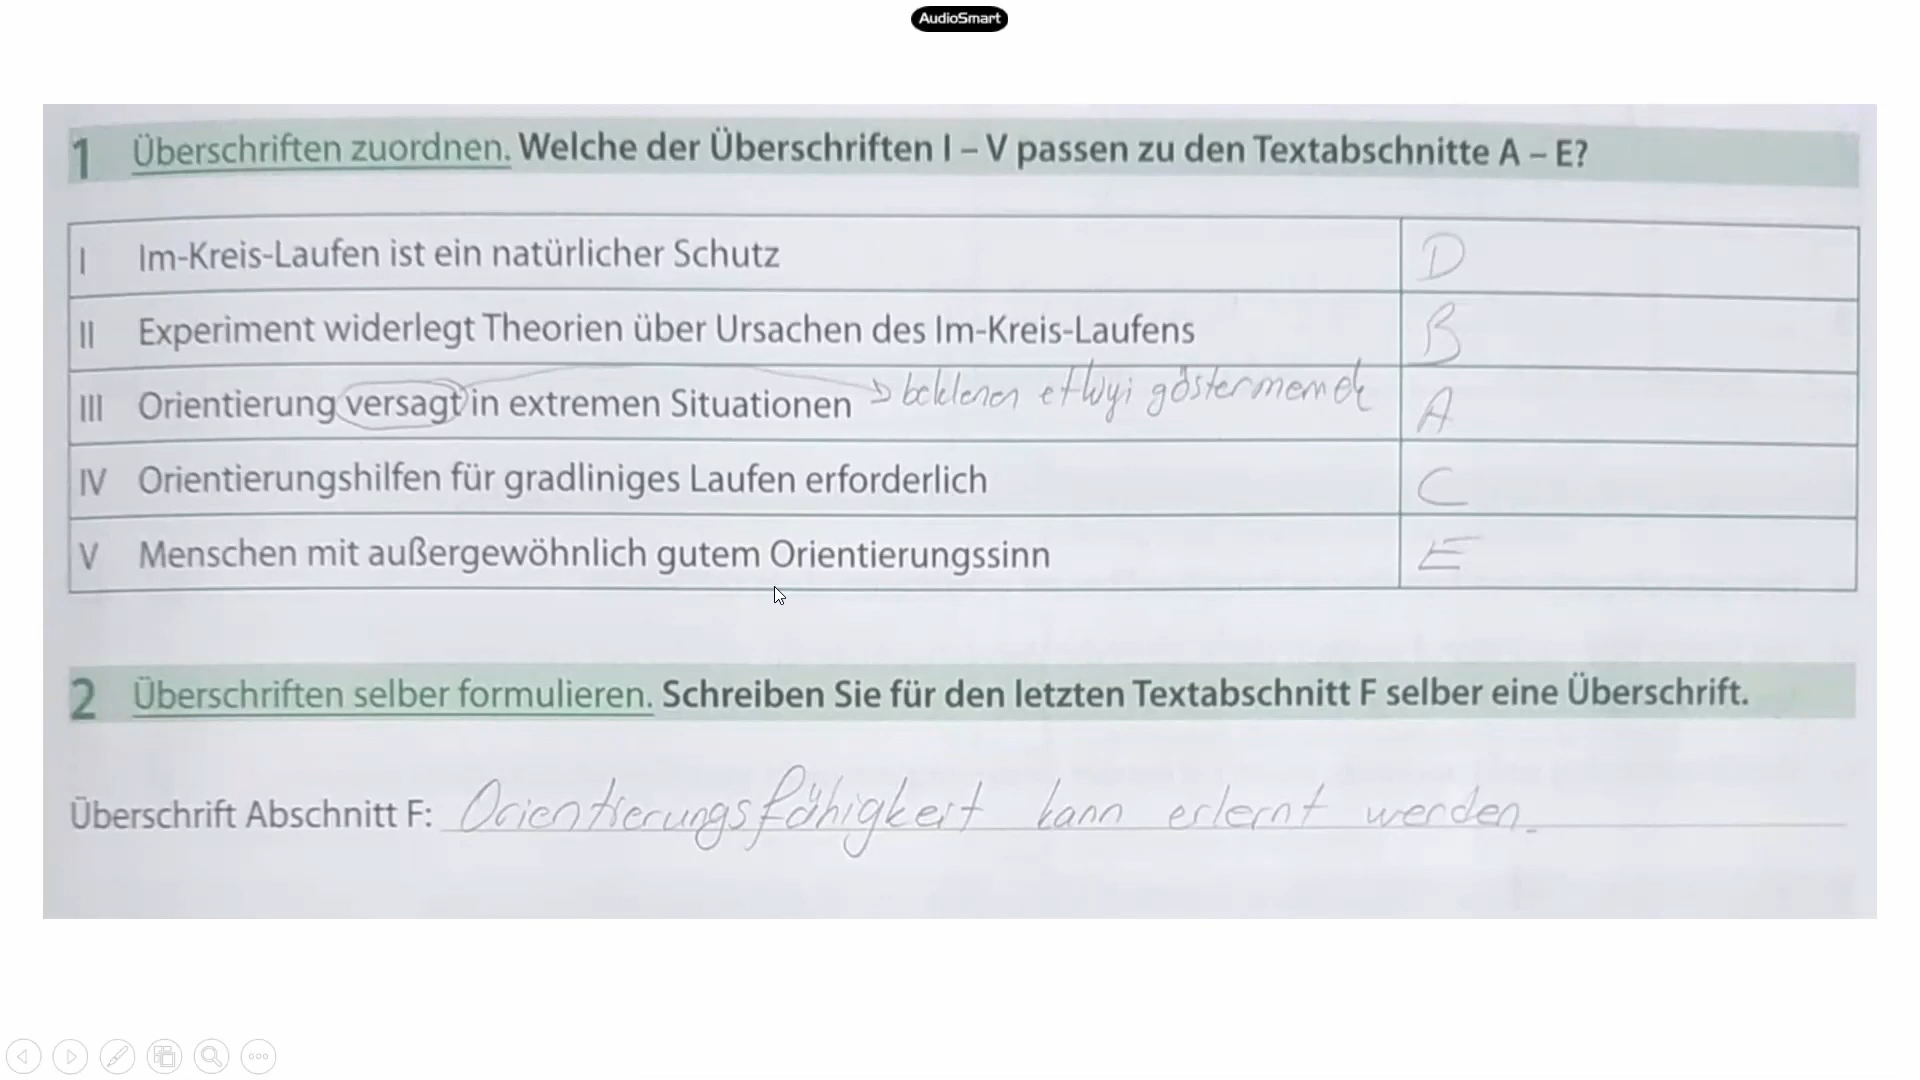 AudioSmart
1 Überschriften zuordnen. Welche der Überschriften I – V passen zu den Textabschnitte A – E?
I Im-Kreis-Laufen ist ein natürlicher Schutz D
II Experiment widerlegt Theorien über Ursachen des Im-Kreis-Laufens B
III Orientierung versagt in extremen Situationen → beklenen etkiyi göstermemek A
IV Orientierungshilfen für gradliniges Laufen erforderlich C
V Menschen mit außergewöhnlich gutem Orientierungssinn E
2 Überschriften selber formulieren. Schreiben Sie für den letzten Textabschnitt F selber eine Überschrift.
Überschrift Abschnitt F: Orientierungsfähigkeit kann erlernt werden.